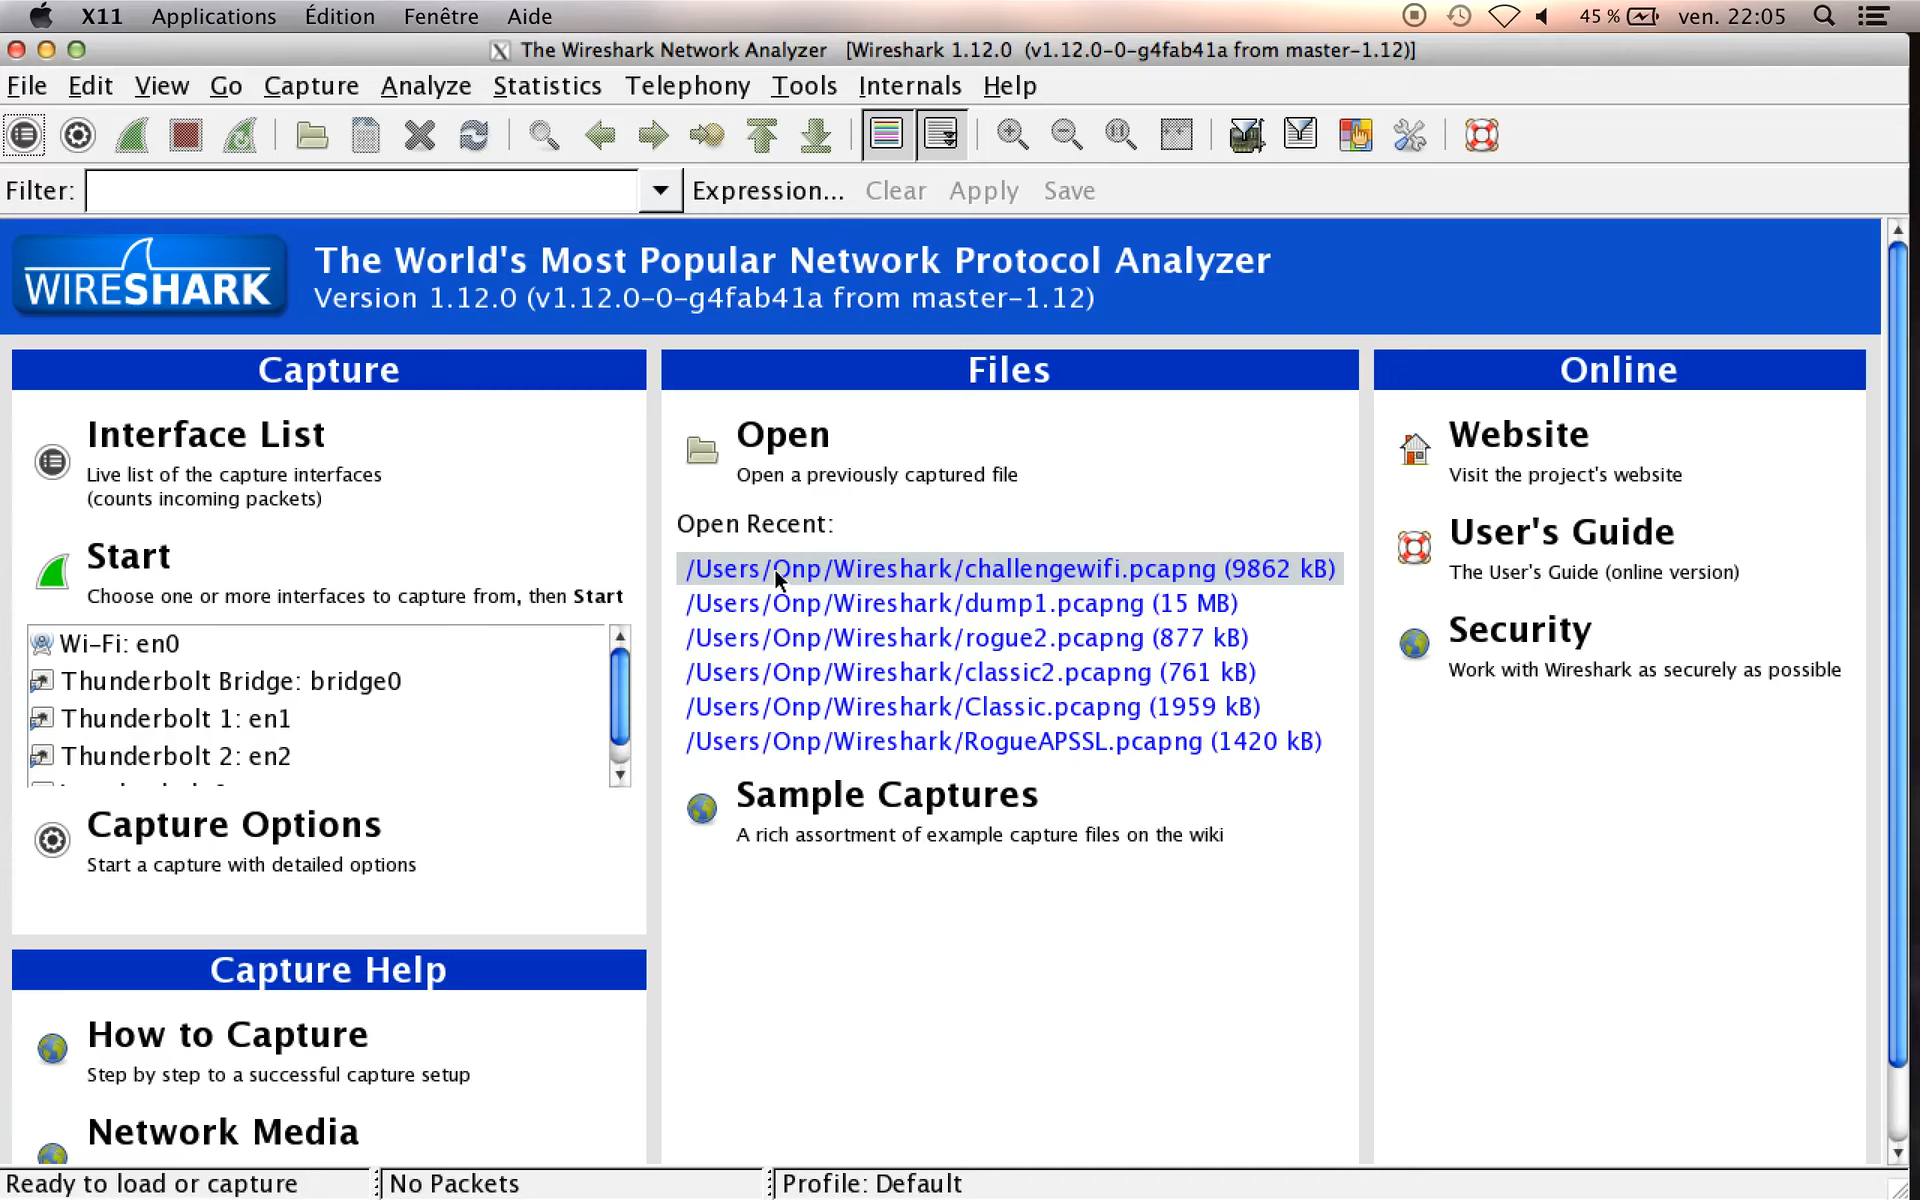 X11 Applications Édition Fenêtre Aide 45 % ven. 22:05
The Wireshark Network Analyzer [Wireshark 1.12.0 (v1.12.0-0-g4fab41a from master-1.12)]
File Edit View Go Capture Analyze Statistics Telephony Tools Internals Help
Filter: Expression... Clear Apply Save
WIRESHARK
The World's Most Popular Network Protocol Analyzer
Version 1.12.0 (v1.12.0-0-g4fab41a from master-1.12)
Capture
Interface List
Live list of the capture interfaces
(counts incoming packets)
Start
Choose one or more interfaces to capture from, then Start
Wi-Fi: en0
Thunderbolt Bridge: bridge0
Thunderbolt 1: en1
Thunderbolt 2: en2
Capture Options
Start a capture with detailed options
Capture Help
How to Capture
Step by step to a successful capture setup
Network Media
Files
Open
Open a previously captured file
Open Recent:
/Users/Onp/Wireshark/challengewifi.pcapng (9862 kB)
/Users/Onp/Wireshark/dump1.pcapng (15 MB)
/Users/Onp/Wireshark/rogue2.pcapng (877 kB)
/Users/Onp/Wireshark/classic2.pcapng (761 kB)
/Users/Onp/Wireshark/Classic.pcapng (1959 kB)
/Users/Onp/Wireshark/RogueAPSSL.pcapng (1420 kB)
Sample Captures
A rich assortment of example capture files on the wiki
Online
Website
Visit the project's website
User's Guide
The User's Guide (online version)
Security
Work with Wireshark as securely as possible
Ready to load or capture No Packets Profile: Default